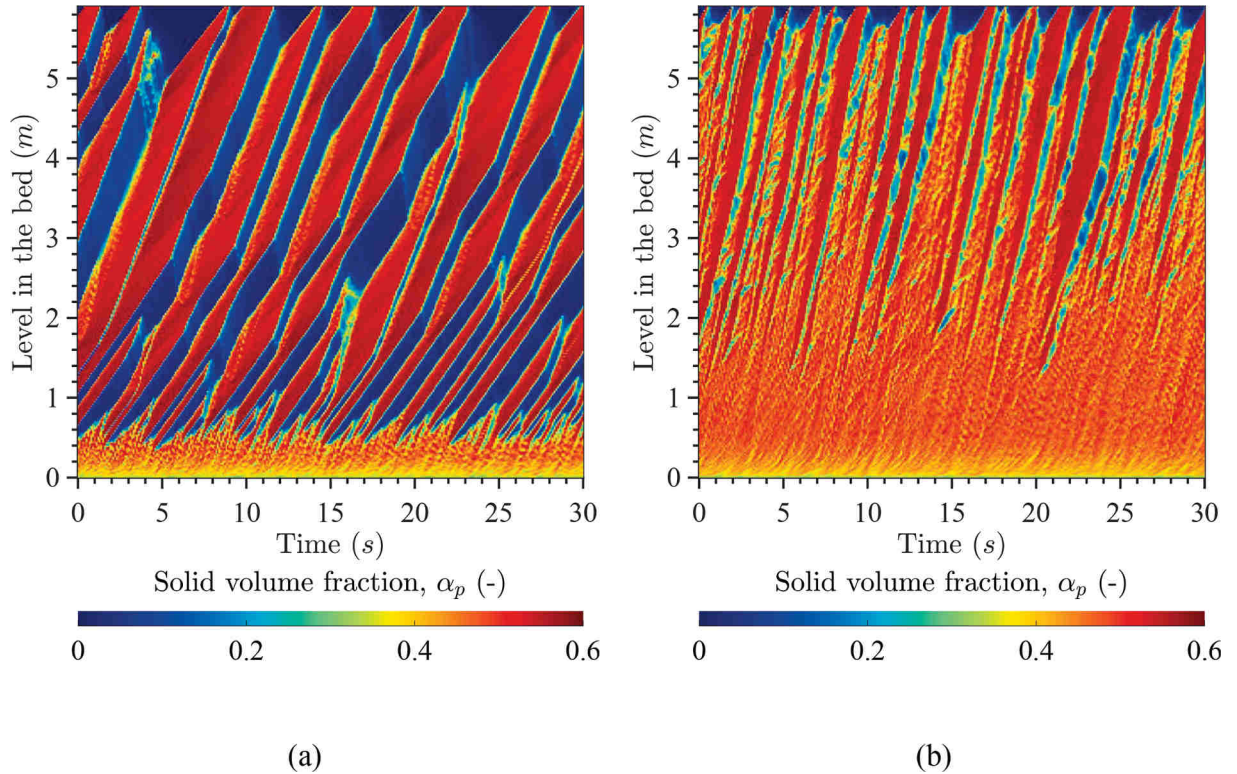 5
4
3
2
1
0
Level in the bed (m)
0 5 10 15 20 25 30
Time (s)
Solid volume fraction, α_p (-)
0 0.2 0.4 0.6
(a)
5
4
3
2
1
0
Level in the bed (m)
0 5 10 15 20 25 30
Time (s)
Solid volume fraction, α_p (-)
0 0.2 0.4 0.6
(b)